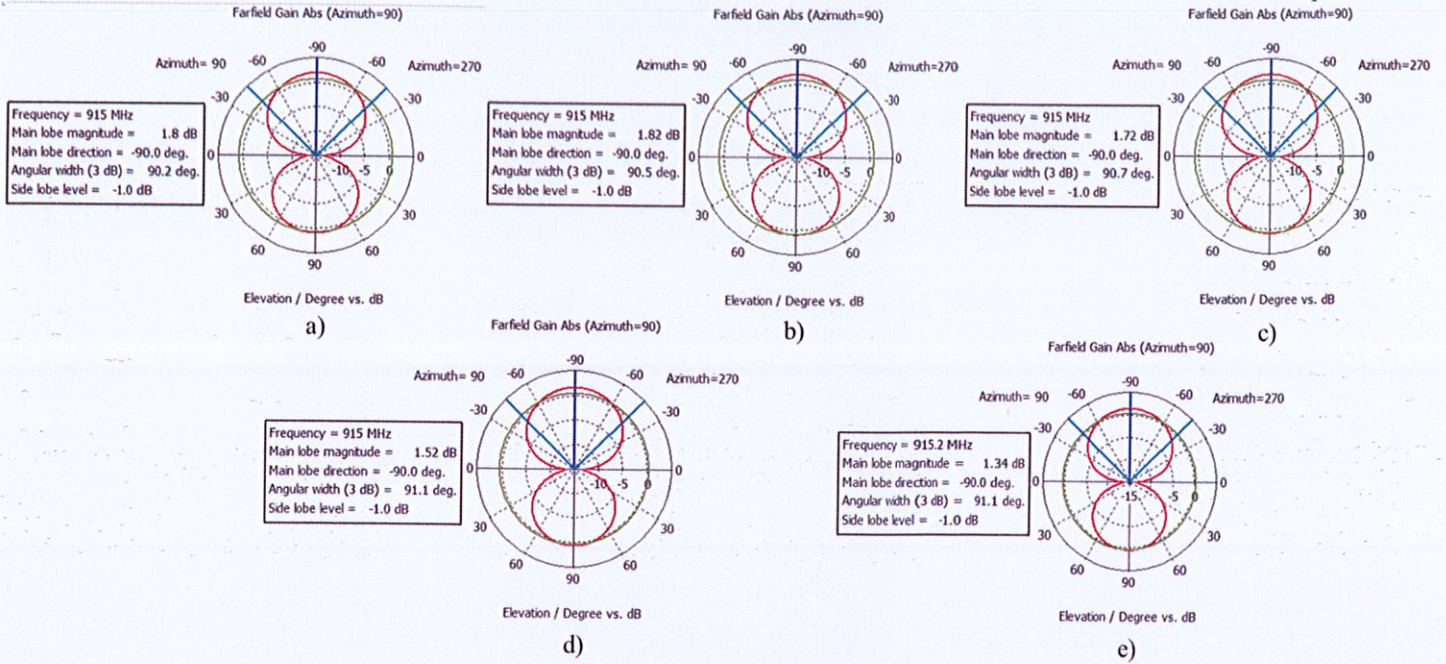 Farfield Gain Abs (Azimuth=90)
-90
Azimuth= 90 -60 -60 Azimuth=270
-30 -30
Frequency = 915 MHz
Main lobe magnitude = 1.8 dB
Main lobe direction = -90.0 deg.
Angular width (3 dB) = 90.2 deg.
Side lobe level = -1.0 dB
0 0
-10 -5 0
30 30
60 60
90
Elevation / Degree vs. dB
a)
Farfield Gain Abs (Azimuth=90)
-90
Azimuth= 90 -60 -60 Azimuth=270
-30 -30
Frequency = 915 MHz
Main lobe magnitude = 1.82 dB
Main lobe direction = -90.0 deg.
Angular width (3 dB) = 90.5 deg.
Side lobe level = -1.0 dB
0 0
-10 -5 0
30 30
60 60
90
Elevation / Degree vs. dB
b)
Farfield Gain Abs (Azimuth=90)
-90
Azimuth= 90 -60 -60 Azimuth=270
-30 -30
Frequency = 915 MHz
Main lobe magnitude = 1.72 dB
Main lobe direction = -90.0 deg.
Angular width (3 dB) = 90.7 deg.
Side lobe level = -1.0 dB
0 0
-10 -5 0
30 30
60 60
90
Elevation / Degree vs. dB
c)
Farfield Gain Abs (Azimuth=90)
-90
Azimuth= 90 -60 -60 Azimuth=270
-30 -30
Frequency = 915 MHz
Main lobe magnitude = 1.52 dB
Main lobe direction = -90.0 deg.
Angular width (3 dB) = 91.1 deg.
Side lobe level = -1.0 dB
0 0
-10 -5 0
30 30
60 60
90
Elevation / Degree vs. dB
d)
Farfield Gain Abs (Azimuth=90)
-90
Azimuth= 90 -60 -60 Azimuth=270
-30 -30
Frequency = 915.2 MHz
Main lobe magnitude = 1.34 dB
Main lobe direction = -90.0 deg.
Angular width (3 dB) = 91.1 deg.
Side lobe level = -1.0 dB
0 0
-15 -5 0
30 30
60 60
90
Elevation / Degree vs. dB
e)